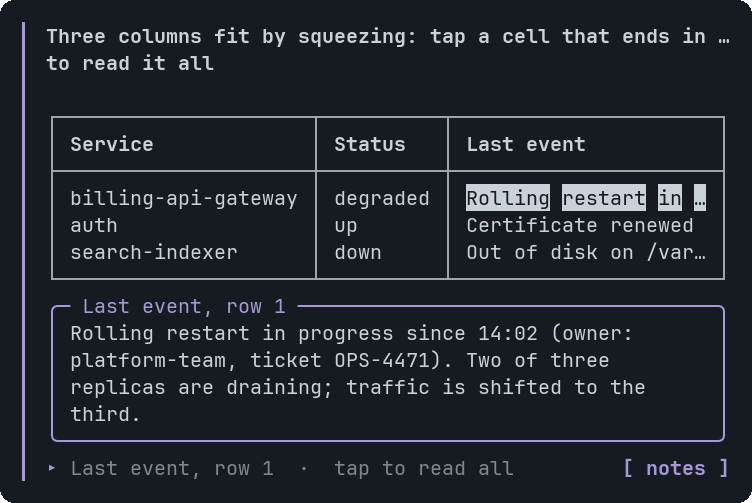 Three columns fit by squeezing: tap a cell that ends in …
to read it all
Service Status Last event
billing-api-gateway degraded Rolling restart in …
auth up Certificate renewed
search-indexer down Out of disk on /var…
Last event, row 1
Rolling restart in progress since 14:02 (owner:
platform-team, ticket OPS-4471). Two of three
replicas are draining; traffic is shifted to the
third.
▸ Last event, row 1 · tap to read all [ notes ]